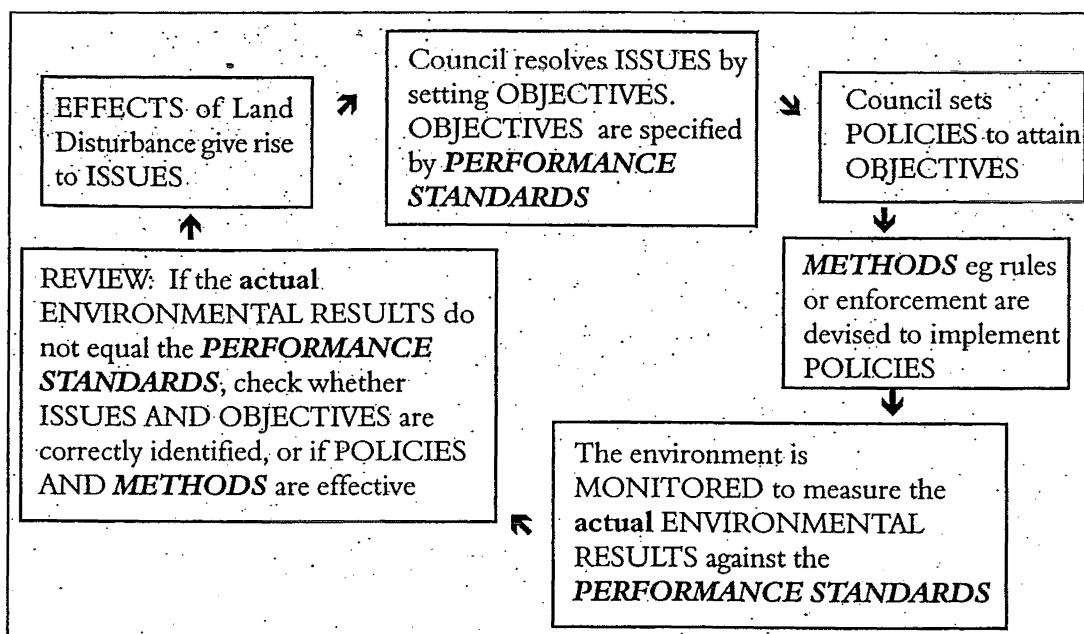 EFFECTS of Land
Disturbance give rise
to ISSUES
Council resolves ISSUES by
setting OBJECTIVES.
OBJECTIVES are specified
by PERFORMANCE
STANDARDS
Council sets
POLICIES to attain
OBJECTIVES
METHODS eg rules
or enforcement are
devised to implement
POLICIES
The environment is
MONITORED to measure the
actual ENVIRONMENTAL
RESULTS against the
PERFORMANCE STANDARDS
REVIEW: If the actual
ENVIRONMENTAL RESULTS do
not equal the PERFORMANCE
STANDARDS, check whether
ISSUES AND OBJECTIVES are
correctly identified, or if POLICIES
AND METHODS are effective